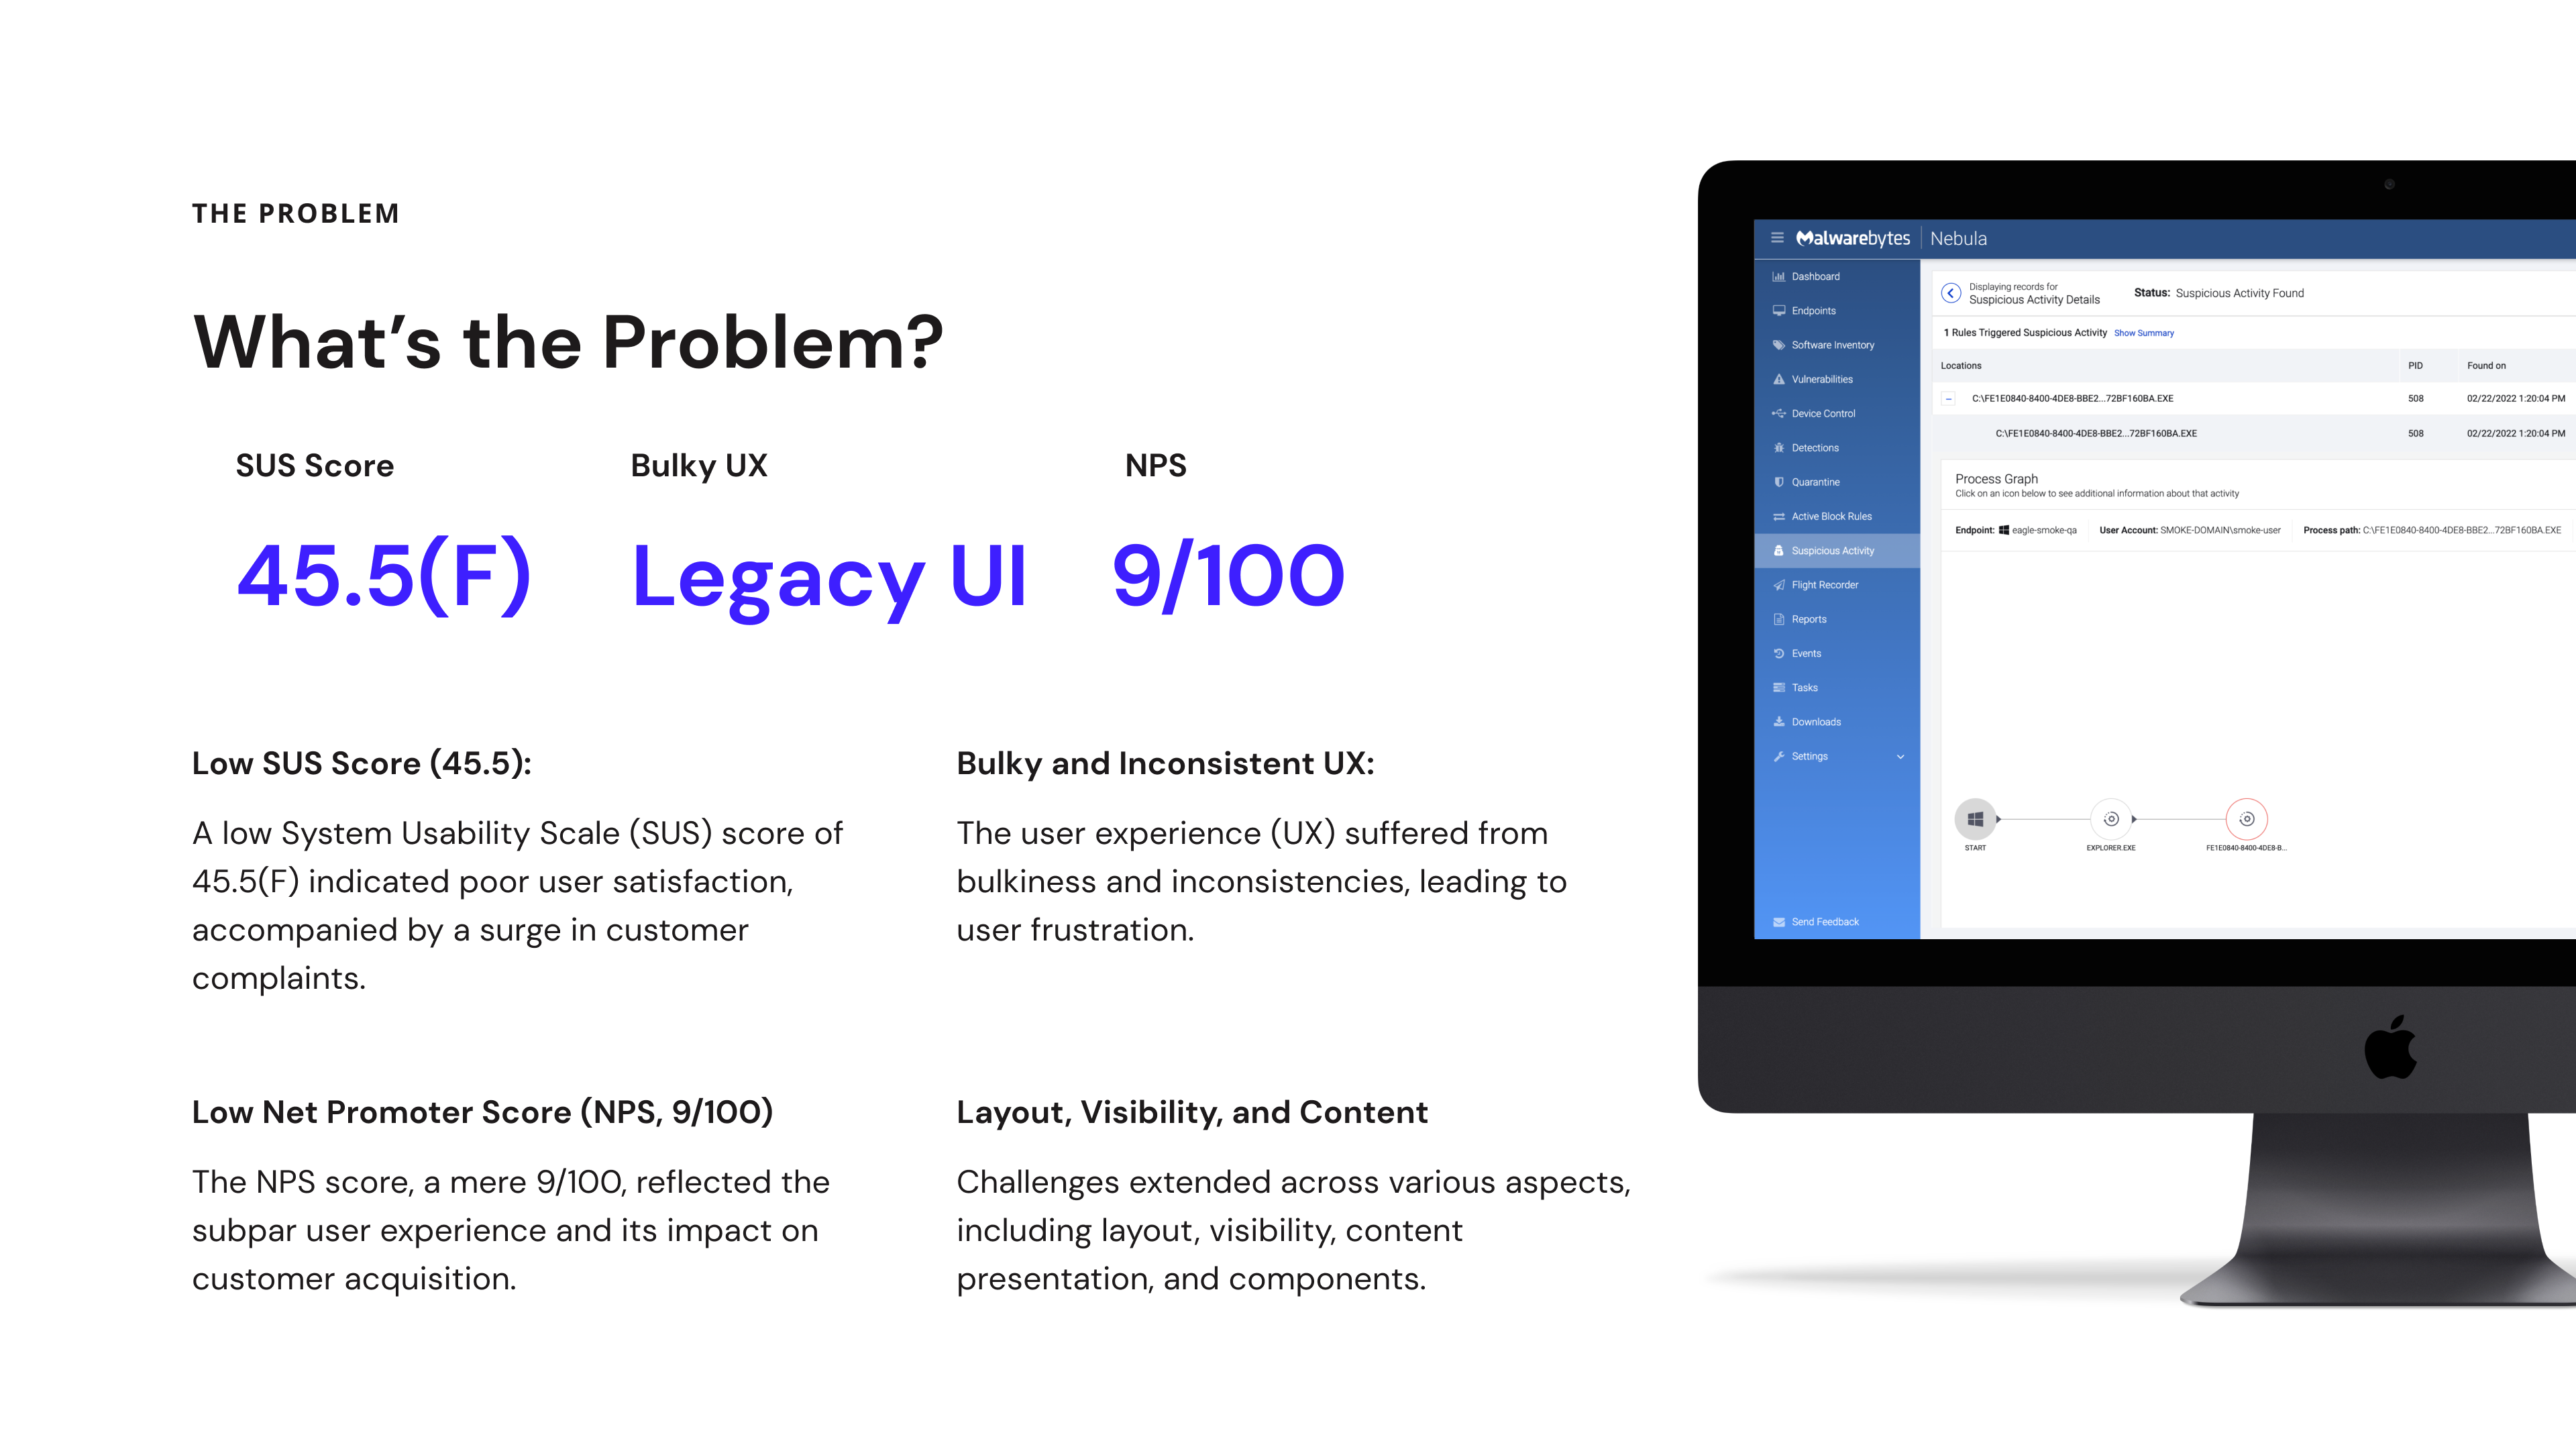 THE PROBLEM
What’s the Problem?
SUS Score
Bulky UX
NPS
45.5(F)
Legacy UI
9/100
Low SUS Score (45.5):
A low System Usability Scale (SUS) score of
45.5(F) indicated poor user satisfaction,
accompanied by a surge in customer
complaints.
Bulky and Inconsistent UX:
The user experience (UX) suffered from
bulkiness and inconsistencies, leading to
user frustration.
Low Net Promoter Score (NPS, 9/100)
The NPS score, a mere 9/100, reflected the
subpar user experience and its impact on
customer acquisition.
Layout, Visibility, and Content
Challenges extended across various aspects,
including layout, visibility, content
presentation, and components.
Malwarebytes | Nebula
Dashboard
Endpoints
Software Inventory
Vulnerabilities
Device Control
Detections
Quarantine
Active Block Rules
Suspicious Activity
Flight Recorder
Reports
Events
Tasks
Downloads
Settings
Send Feedback
Displaying records for
Suspicious Activity Details
Status: Suspicious Activity Found
1 Rules Triggered Suspicious Activity Show Summary
Locations PID Found on
C:\FE1E0840-8400-4DE8-BBE2...72BF160BA.EXE 508 02/22/2022 1:20:04 PM
C:\FE1E0840-8400-4DE8-BBE2...72BF160BA.EXE 508 02/22/2022 1:20:04 PM
Process Graph
Click on an icon below to see additional information about that activity
Endpoint: eagle-smoke-qa User Account: SMOKE-DOMAIN\smoke-user Process path: C:\FE1E0840-8400-4DE8-BBE2...72BF160BA.EXE
START
EXPLORER.EXE
FE1E0840-8400-4DE8-B...